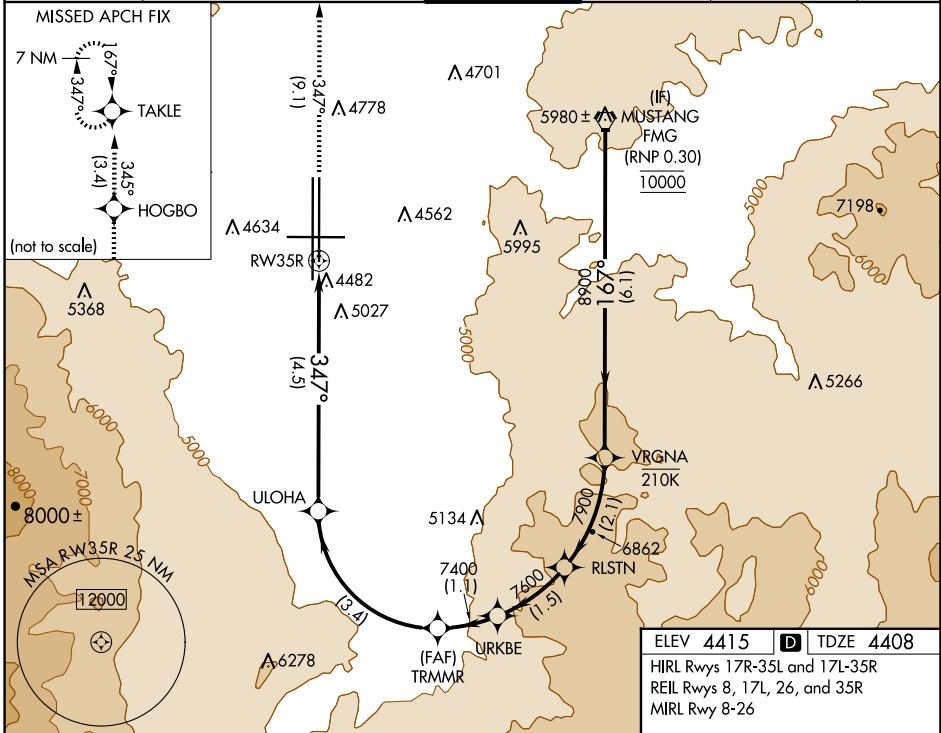 MISSED APCH FIX
7 NM
167°
347°
TAKLE
345°
(3.4)
HOGBO
(not to scale)
347°
(9.1)
4778
4701
5980 ±
(IF)
MUSTANG
FMG
(RNP 0.30)
10000
5000
7198
6000
4634
4562
5995
RW35R
4482
5027
5368
8900
167°
(6.1)
5000
5266
347°
(4.5)
6000
5000
7000
8000
8000 ±
ULOHA
VRGNA
210K
5134
7900
(2.1)
6862
RLSTN
7400
(1.1)
7600
(1.5)
6000
MSA RW35R 25 NM
12000
(3.4)
URKBE
(FAF)
TRMMR
6278
ELEV 4415 D TDZE 4408
HIRL Rwys 17R-35L and 17L-35R
REIL Rwys 8, 17L, 26, and 35R
MIRL Rwy 8-26